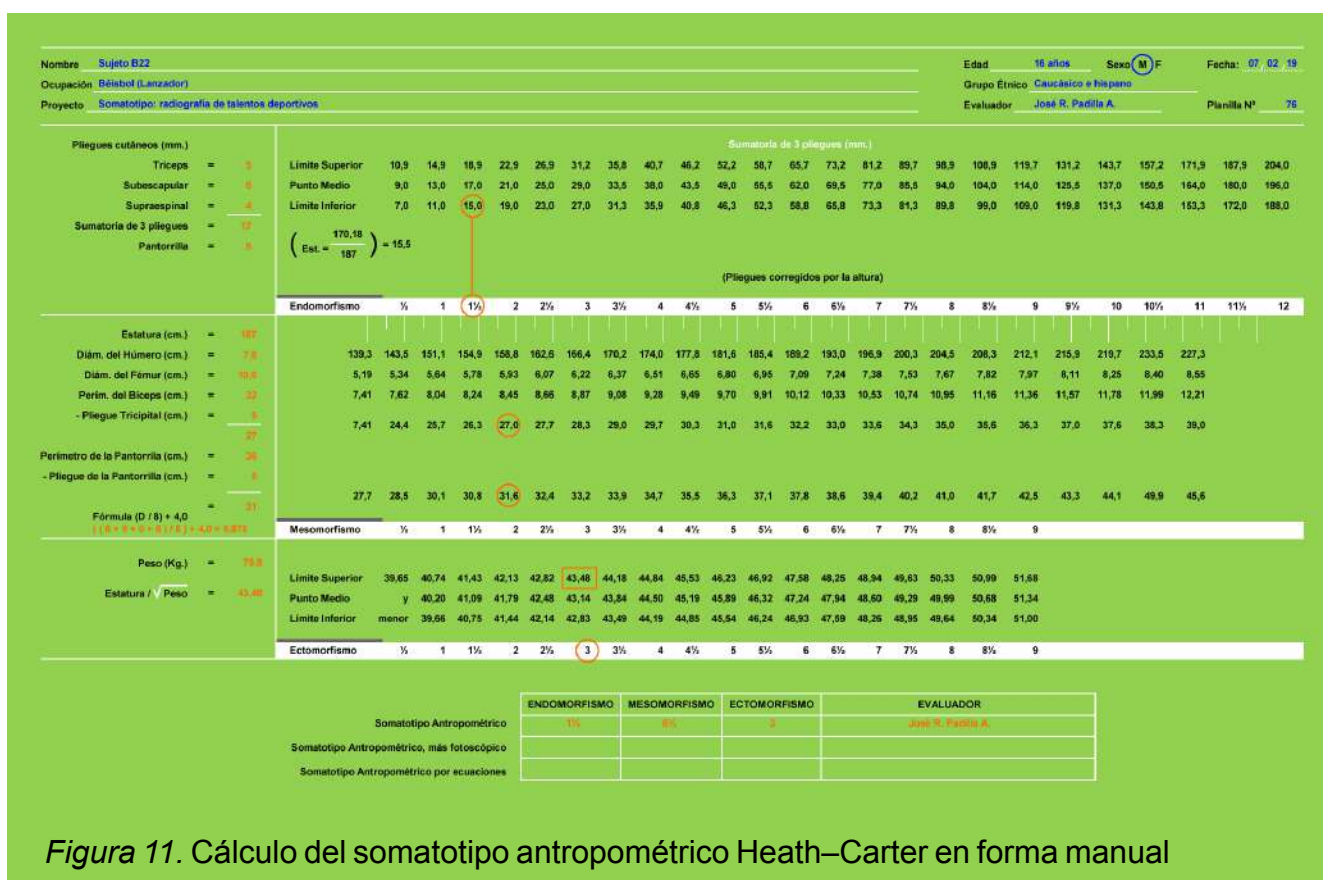 Nombre Sujeto B22 Edad 16 años Sexo M F Fecha: 07 02 19
Ocupación Béisbol (Lanzador) Grupo Étnico Caucásico e hispano
Proyecto Somatotipo: radiografía de talentos deportivos Evaluador José R. Padilla A. Planilla Nº 76
Pliegues cutáneos (mm.) Sumatoria de 3 pliegues (mm.)
Triceps = 5 Límite Superior 10,9 14,9 18,9 22,9 26,9 31,2 35,8 40,7 46,2 52,2 58,7 65,7 73,2 81,2 89,7 98,9 108,9 119,7 131,2 143,7 157,2 171,9 187,9 204,0
Subescapular = Punto Medio 9,0 13,0 17,0 21,0 25,0 29,0 33,5 38,0 43,5 49,0 55,5 62,0 69,5 77,0 85,5 94,0 104,0 114,0 125,5 137,0 150,5 164,0 180,0 196,0
Supraespinal = 4 Límite Inferior 7,0 11,0 15,0 19,0 23,0 27,0 31,3 35,9 40,8 46,3 52,3 58,8 65,8 73,3 81,3 89,8 99,0 109,0 119,8 131,3 143,8 153,3 172,0 188,0
Sumatoria de 3 pliegues = 17
Pantorrilla = ( Est. = 170,18 / 187 ) = 15,5
(Pliegues corregidos por la altura)
Endomorfismo ½ 1 1½ 2 2½ 3 3½ 4 4½ 5 5½ 6 6½ 7 7½ 8 8½ 9 9½ 10 10½ 11 11½ 12
Estatura (cm.) = 187
Diám. del Húmero (cm.) = 139,3 143,5 151,1 154,9 158,8 162,6 166,4 170,2 174,0 177,8 181,6 185,4 189,2 193,0 196,9 200,3 204,5 208,3 212,1 215,9 219,7 233,5 227,3
Diám. del Fémur (cm.) = 5,19 5,34 5,64 5,78 5,93 6,07 6,22 6,37 6,51 6,65 6,80 6,95 7,09 7,24 7,38 7,53 7,67 7,82 7,97 8,11 8,25 8,40 8,55
Perim. del Biceps (cm.) = 32 7,41 7,62 8,04 8,24 8,45 8,66 8,87 9,08 9,28 9,49 9,70 9,91 10,12 10,33 10,53 10,74 10,95 11,16 11,36 11,57 11,78 11,99 12,21
- Pliegue Tricipital (cm.) = 5
27 7,41 24,4 25,7 26,3 27,0 27,7 28,3 29,0 29,7 30,3 31,0 31,6 32,2 33,0 33,6 34,3 35,0 35,6 36,3 37,0 37,6 38,3 39,0
Perímetro de la Pantorrila (cm.) = 36
- Pliegue de la Pantorrilla (cm.) =
= 31 27,7 28,5 30,1 30,8 31,6 32,4 33,2 33,9 34,7 35,5 36,3 37,1 37,8 38,6 39,4 40,2 41,0 41,7 42,5 43,3 44,1 49,9 45,6
Fórmula (D / 8) + 4,0
Mesomorfismo ½ 1 1½ 2 2½ 3 3½ 4 4½ 5 5½ 6 6½ 7 7½ 8 8½ 9
Peso (Kg.) =
Límite Superior 39,65 40,74 41,43 42,13 42,82 43,48 44,18 44,84 45,53 46,23 46,92 47,58 48,25 48,94 49,63 50,33 50,99 51,68
Estatura / √Peso = 43,48 Punto Medio y 40,20 41,09 41,79 42,48 43,14 43,84 44,50 45,19 45,89 46,32 47,24 47,94 48,60 49,29 49,99 50,68 51,34
Límite Inferior menor 39,66 40,75 41,44 42,14 42,83 43,49 44,19 44,85 45,54 46,24 46,93 47,59 48,26 48,95 49,64 50,34 51,00
Ectomorfismo ½ 1 1½ 2 2½ 3 3½ 4 4½ 5 5½ 6 6½ 7 7½ 8 8½ 9
ENDOMORFISMO MESOMORFISMO ECTOMORFISMO EVALUADOR
Somatotipo Antropométrico 1½ 3 José R. Padilla A.
Somatotipo Antropométrico, más fotoscópico
Somatotipo Antropométrico por ecuaciones
Figura 11. Cálculo del somatotipo antropométrico Heath–Carter en forma manual